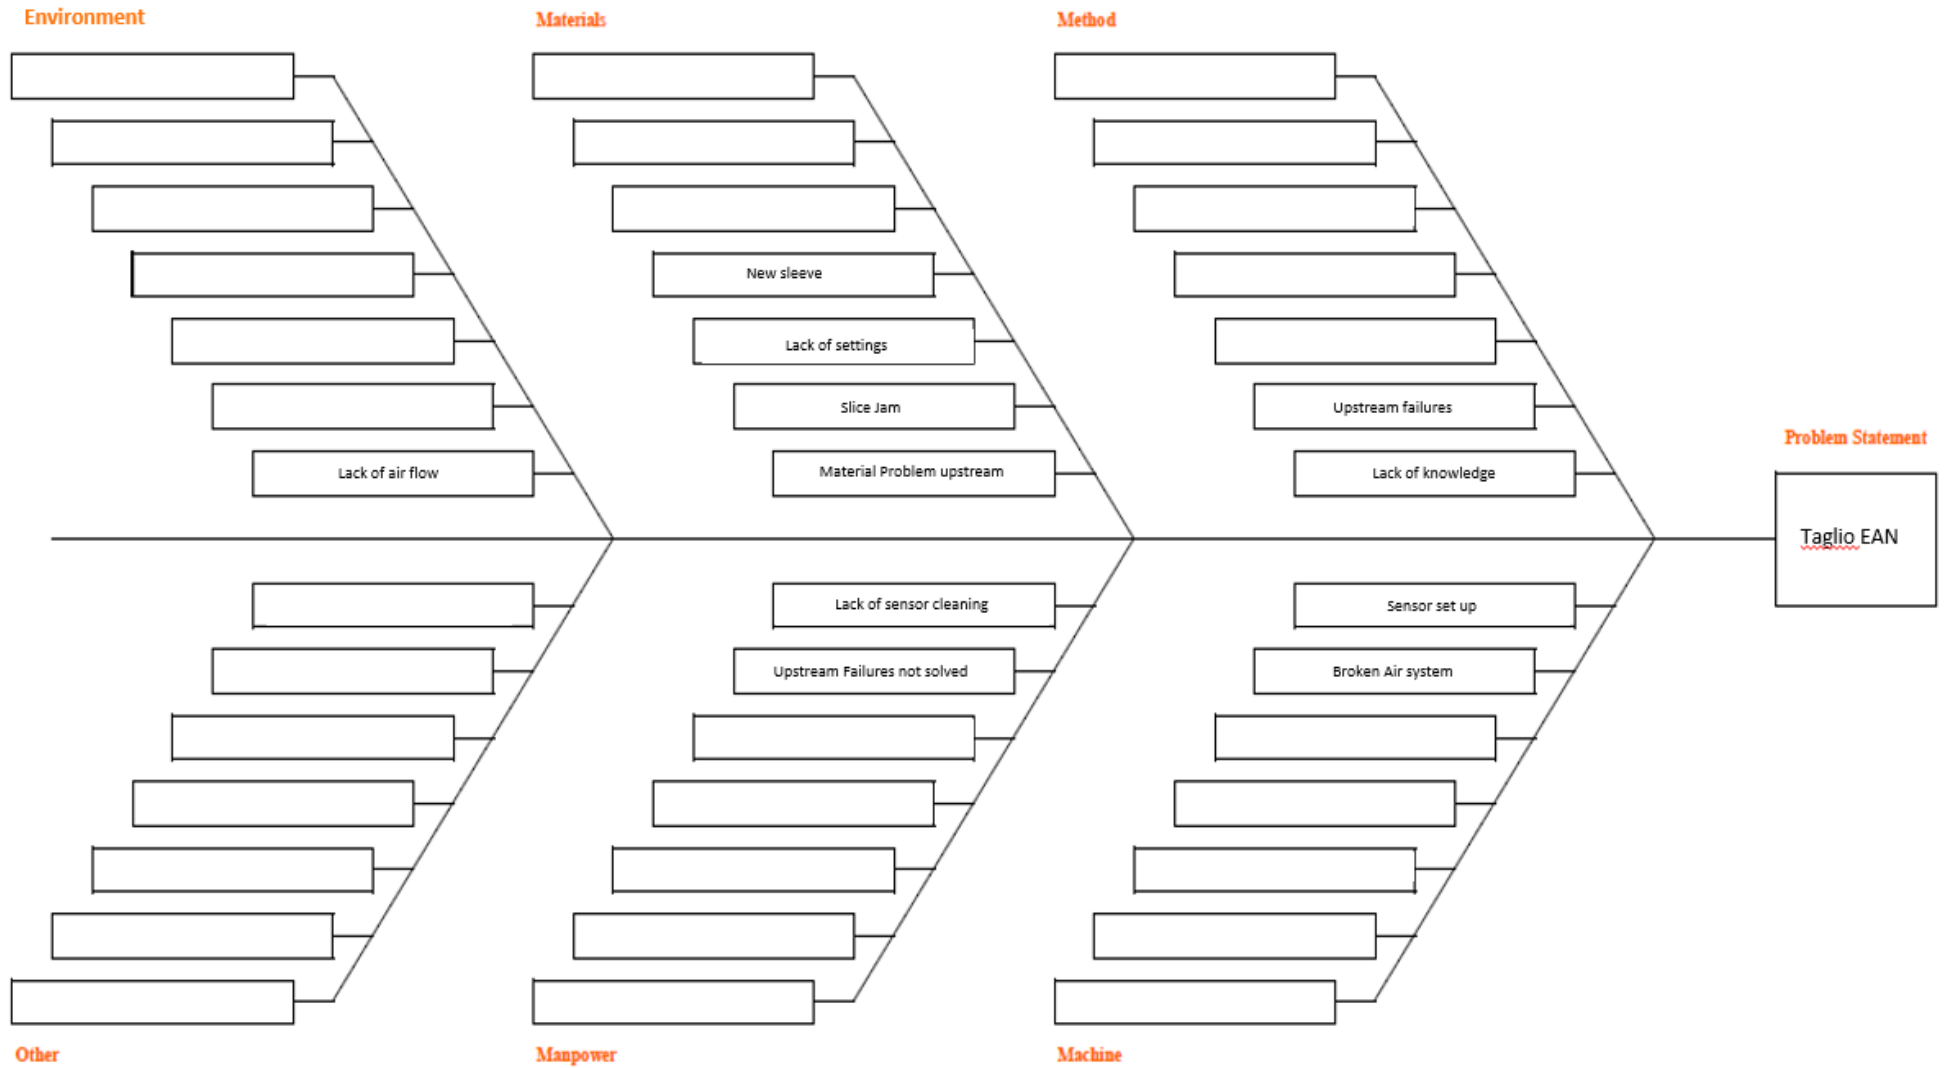 Environment
Materials
Method
New sleeve
Lack of settings
Slice Jam
Upstream failures
Lack of air flow
Material Problem upstream
Lack of knowledge
Problem Statement
Taglio EAN
Lack of sensor cleaning
Sensor set up
Upstream Failures not solved
Broken Air system
Other
Manpower
Machine